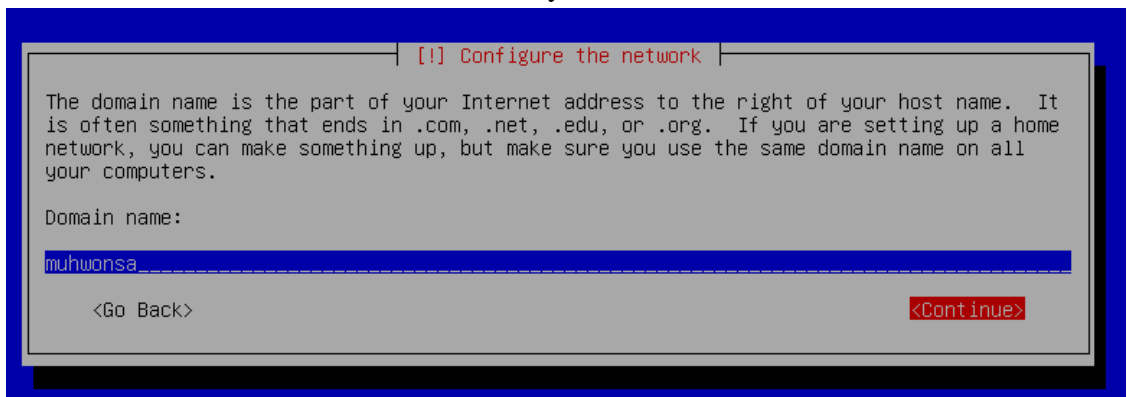 [!] Configure the network
The domain name is the part of your Internet address to the right of your host name.  It
is often something that ends in .com, .net, .edu, or .org.  If you are setting up a home
network, you can make something up, but make sure you use the same domain name on all
your computers.
Domain name:
muhwonsa
<Go Back> <Continue>